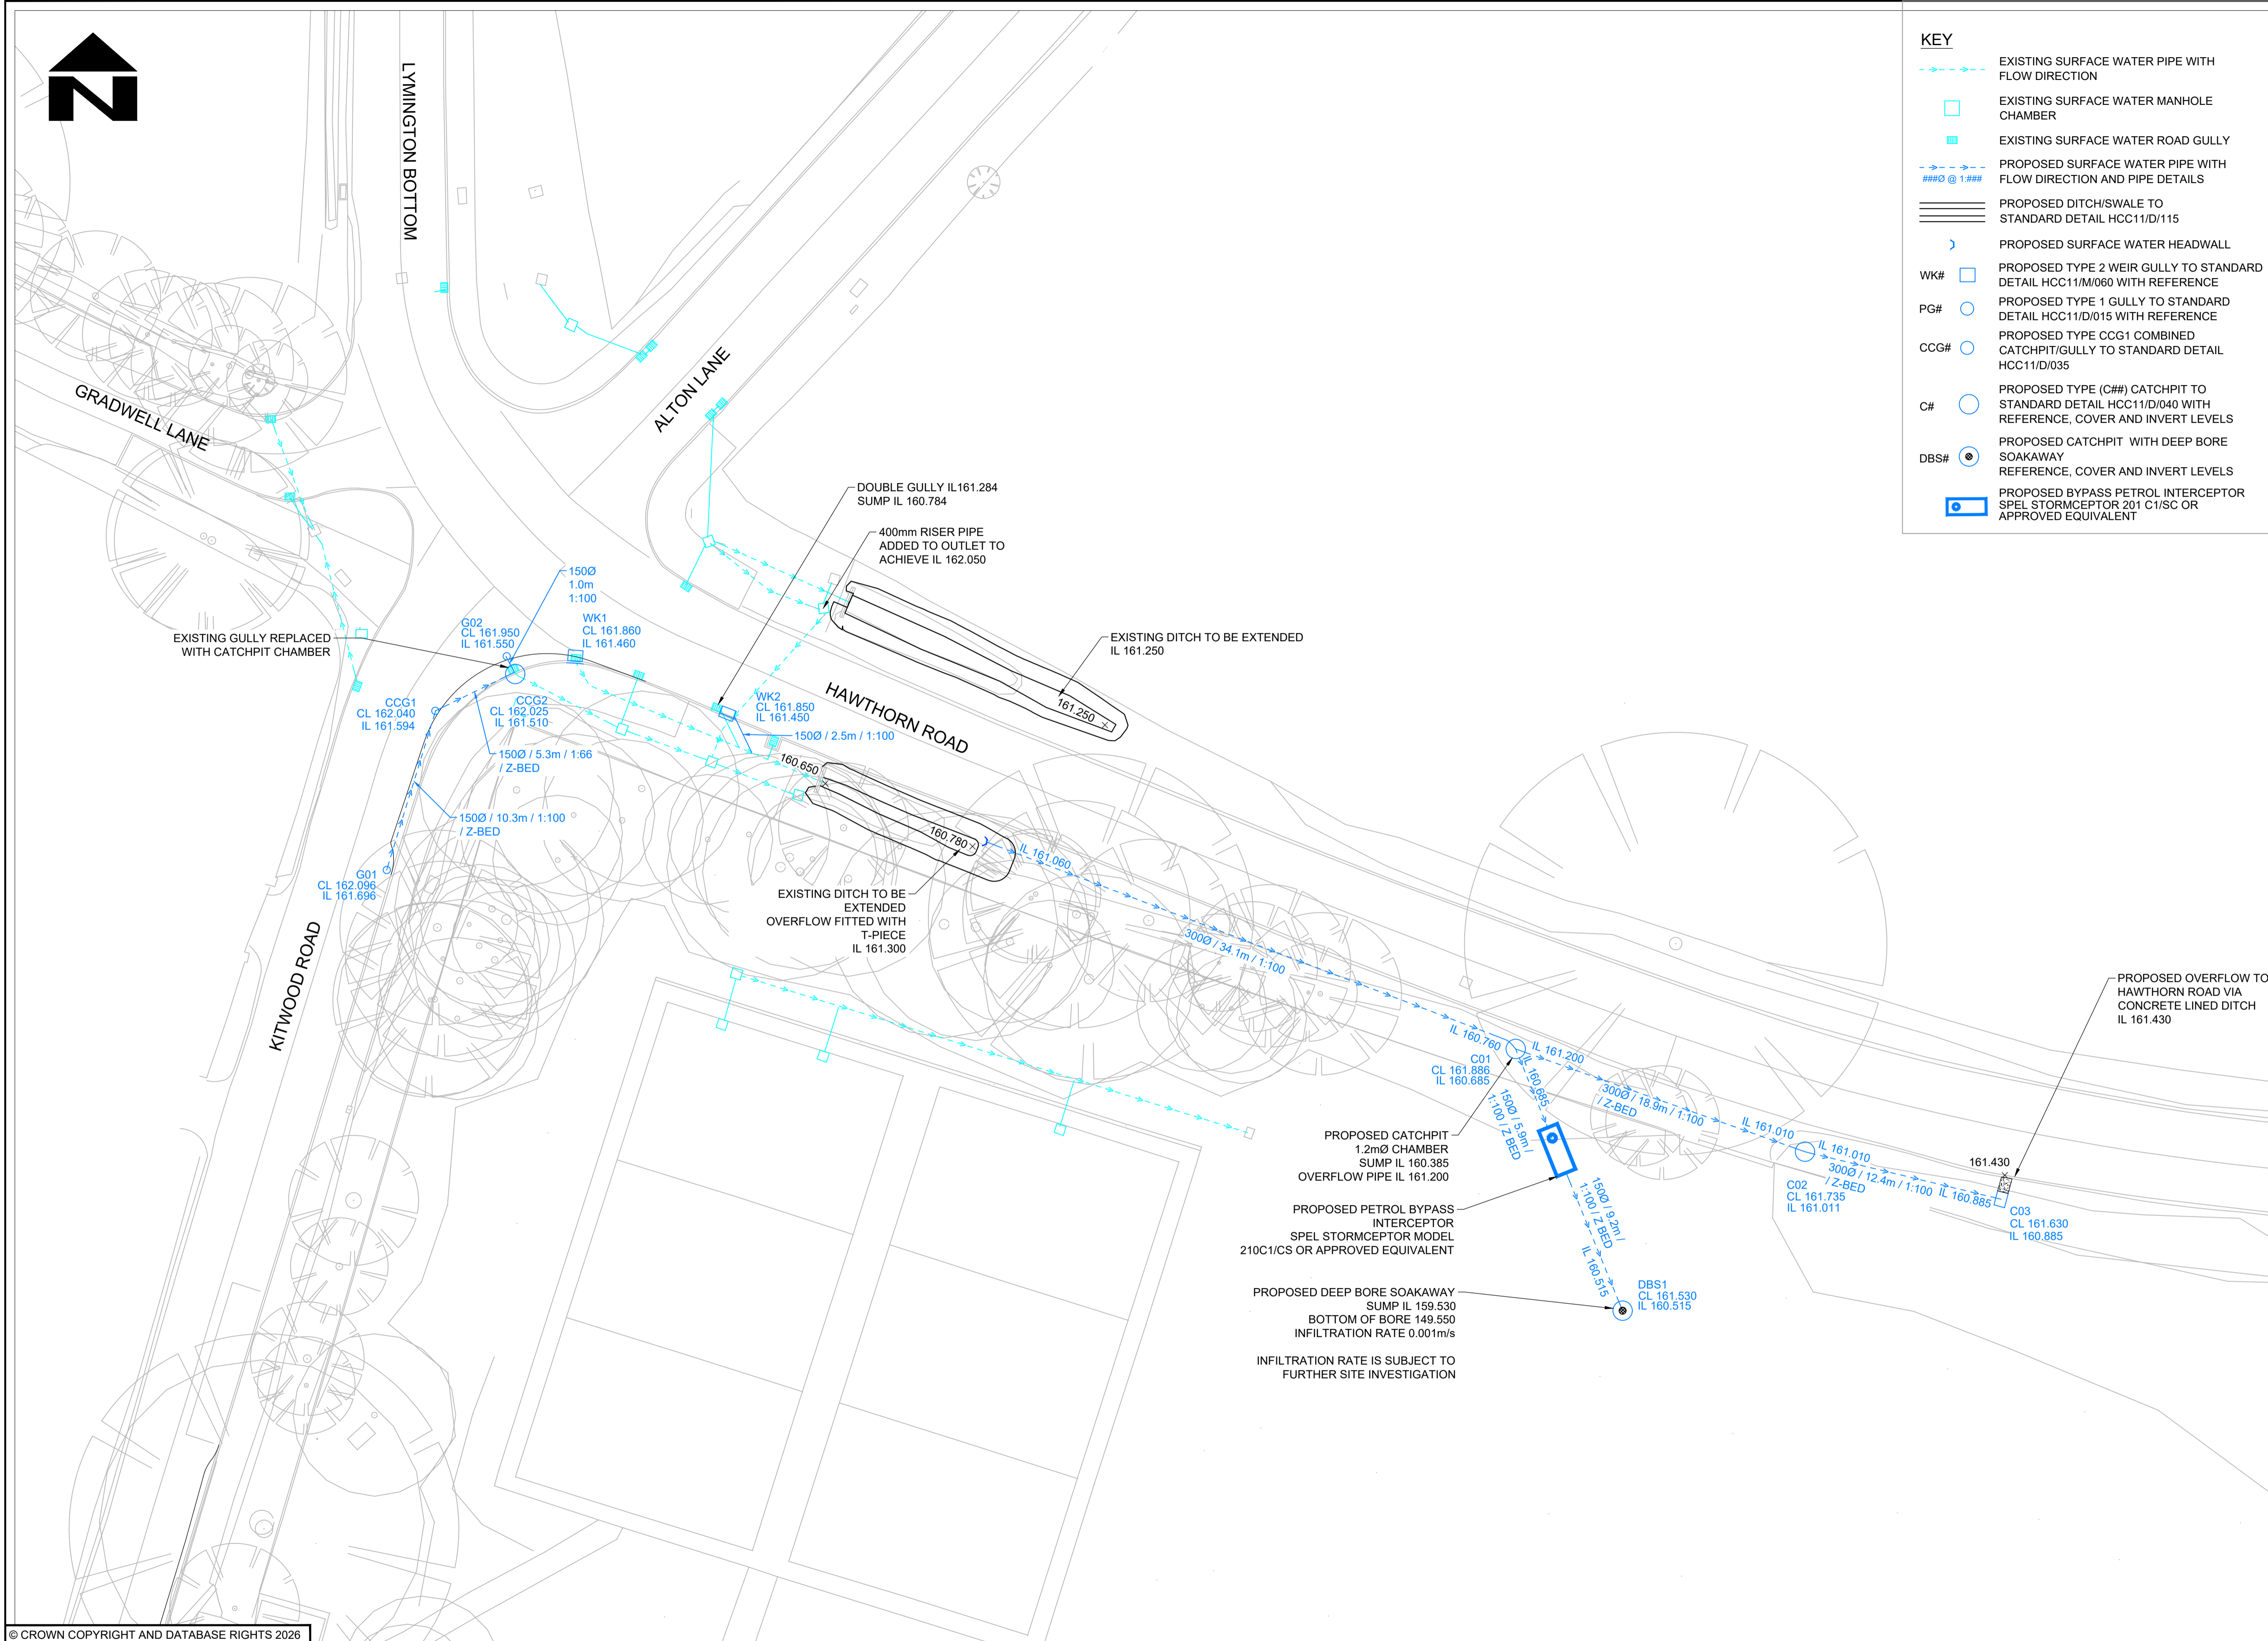 N
LYMINGTON BOTTOM
GRADWELL LANE
ALTON LANE
HAWTHORN ROAD
KITWOOD ROAD
DOUBLE GULLY IL161.284
SUMP IL 160.784
400mm RISER PIPE
ADDED TO OUTLET TO
ACHIEVE IL 162.050
150Ø
1.0m
1:100
G02
CL 161.950
IL 161.550
WK1
CL 161.860
IL 161.460
EXISTING GULLY REPLACED
WITH CATCHPIT CHAMBER
EXISTING DITCH TO BE EXTENDED
IL 161.250
161.250
CCG1
CL 162.040
IL 161.594
CCG2
CL 162.025
IL 161.510
WK2
CL 161.850
IL 161.450
150Ø / 2.5m / 1:100
150Ø / 5.3m / 1:66
/ Z-BED
160.650
150Ø / 10.3m / 1:100
/ Z-BED
160.780
G01
CL 162.096
IL 161.696
IL 161.060
EXISTING DITCH TO BE
EXTENDED
OVERFLOW FITTED WITH
T-PIECE
IL 161.300
300Ø / 34.1m / 1:100
IL 160.760
IL 161.200
C01
CL 161.886
IL 160.685
IL 160.685
150Ø / 5.9m /
1:100 / Z BED
300Ø / 18.9m / 1:100
/ Z-BED
IL 161.010
IL 161.010
300Ø / 12.4m / 1:100
/ Z-BED
IL 160.885
161.430
PROPOSED OVERFLOW TO
HAWTHORN ROAD VIA
CONCRETE LINED DITCH
IL 161.430
C02
CL 161.735
IL 161.011
C03
CL 161.630
IL 160.885
PROPOSED CATCHPIT
1.2mØ CHAMBER
SUMP IL 160.385
OVERFLOW PIPE IL 161.200
PROPOSED PETROL BYPASS
INTERCEPTOR
SPEL STORMCEPTOR MODEL
210C1/CS OR APPROVED EQUIVALENT
150Ø / 9.2m /
1:100 / Z BED
IL 160.515
DBS1
CL 161.530
IL 160.515
PROPOSED DEEP BORE SOAKAWAY
SUMP IL 159.530
BOTTOM OF BORE 149.550
INFILTRATION RATE 0.001m/s
INFILTRATION RATE IS SUBJECT TO
FURTHER SITE INVESTIGATION
KEY
EXISTING SURFACE WATER PIPE WITH
FLOW DIRECTION
EXISTING SURFACE WATER MANHOLE
CHAMBER
EXISTING SURFACE WATER ROAD GULLY
PROPOSED SURFACE WATER PIPE WITH
###Ø @ 1:### FLOW DIRECTION AND PIPE DETAILS
PROPOSED DITCH/SWALE TO
STANDARD DETAIL HCC11/D/115
PROPOSED SURFACE WATER HEADWALL
WK# PROPOSED TYPE 2 WEIR GULLY TO STANDARD
DETAIL HCC11/M/060 WITH REFERENCE
PG# PROPOSED TYPE 1 GULLY TO STANDARD
DETAIL HCC11/D/015 WITH REFERENCE
CCG# PROPOSED TYPE CCG1 COMBINED
CATCHPIT/GULLY TO STANDARD DETAIL
HCC11/D/035
C# PROPOSED TYPE (C##) CATCHPIT TO
STANDARD DETAIL HCC11/D/040 WITH
REFERENCE, COVER AND INVERT LEVELS
DBS# PROPOSED CATCHPIT WITH DEEP BORE
SOAKAWAY
REFERENCE, COVER AND INVERT LEVELS
PROPOSED BYPASS PETROL INTERCEPTOR
SPEL STORMCEPTOR 201 C1/SC OR
APPROVED EQUIVALENT
© CROWN COPYRIGHT AND DATABASE RIGHTS 2026